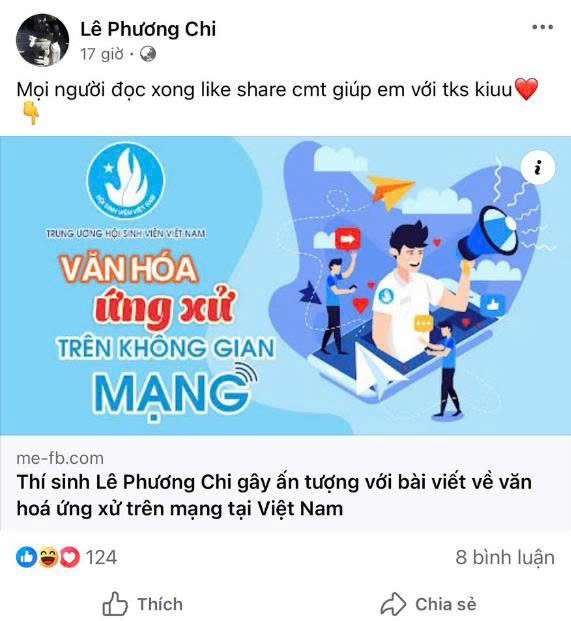 Lê Phương Chi
17 giờ ·
Mọi người đọc xong like share cmt giúp em với tks kiuu❤️
👇
HỘI SINH VIÊN VIỆT NAM
TRUNG ƯƠNG HỘI SINH VIÊN VIỆT NAM
VĂN HÓA
ứng xử
TRÊN KHÔNG GIAN
MẠNG
i
me-fb.com
Thí sinh Lê Phương Chi gây ấn tượng với bài viết về văn
hoá ứng xử trên mạng tại Việt Nam
124
8 bình luận
Thích
Chia sẻ